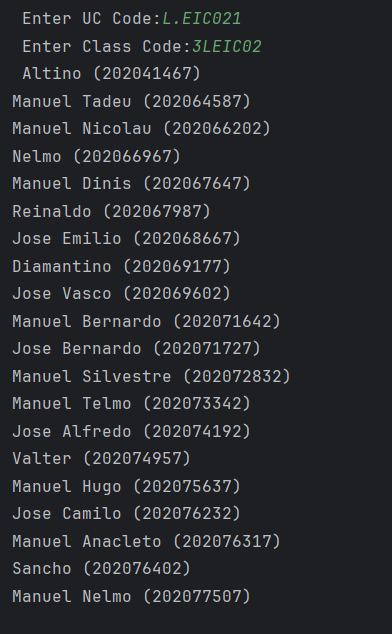 Enter UC Code:L.EIC021
Enter Class Code:3LEIC02
Altino (202041467)
Manuel Tadeu (202064587)
Manuel Nicolau (202066202)
Nelmo (202066967)
Manuel Dinis (202067647)
Reinaldo (202067987)
Jose Emilio (202068667)
Diamantino (202069177)
Jose Vasco (202069602)
Manuel Bernardo (202071642)
Jose Bernardo (202071727)
Manuel Silvestre (202072832)
Manuel Telmo (202073342)
Jose Alfredo (202074192)
Valter (202074957)
Manuel Hugo (202075637)
Jose Camilo (202076232)
Manuel Anacleto (202076317)
Sancho (202076402)
Manuel Nelmo (202077507)